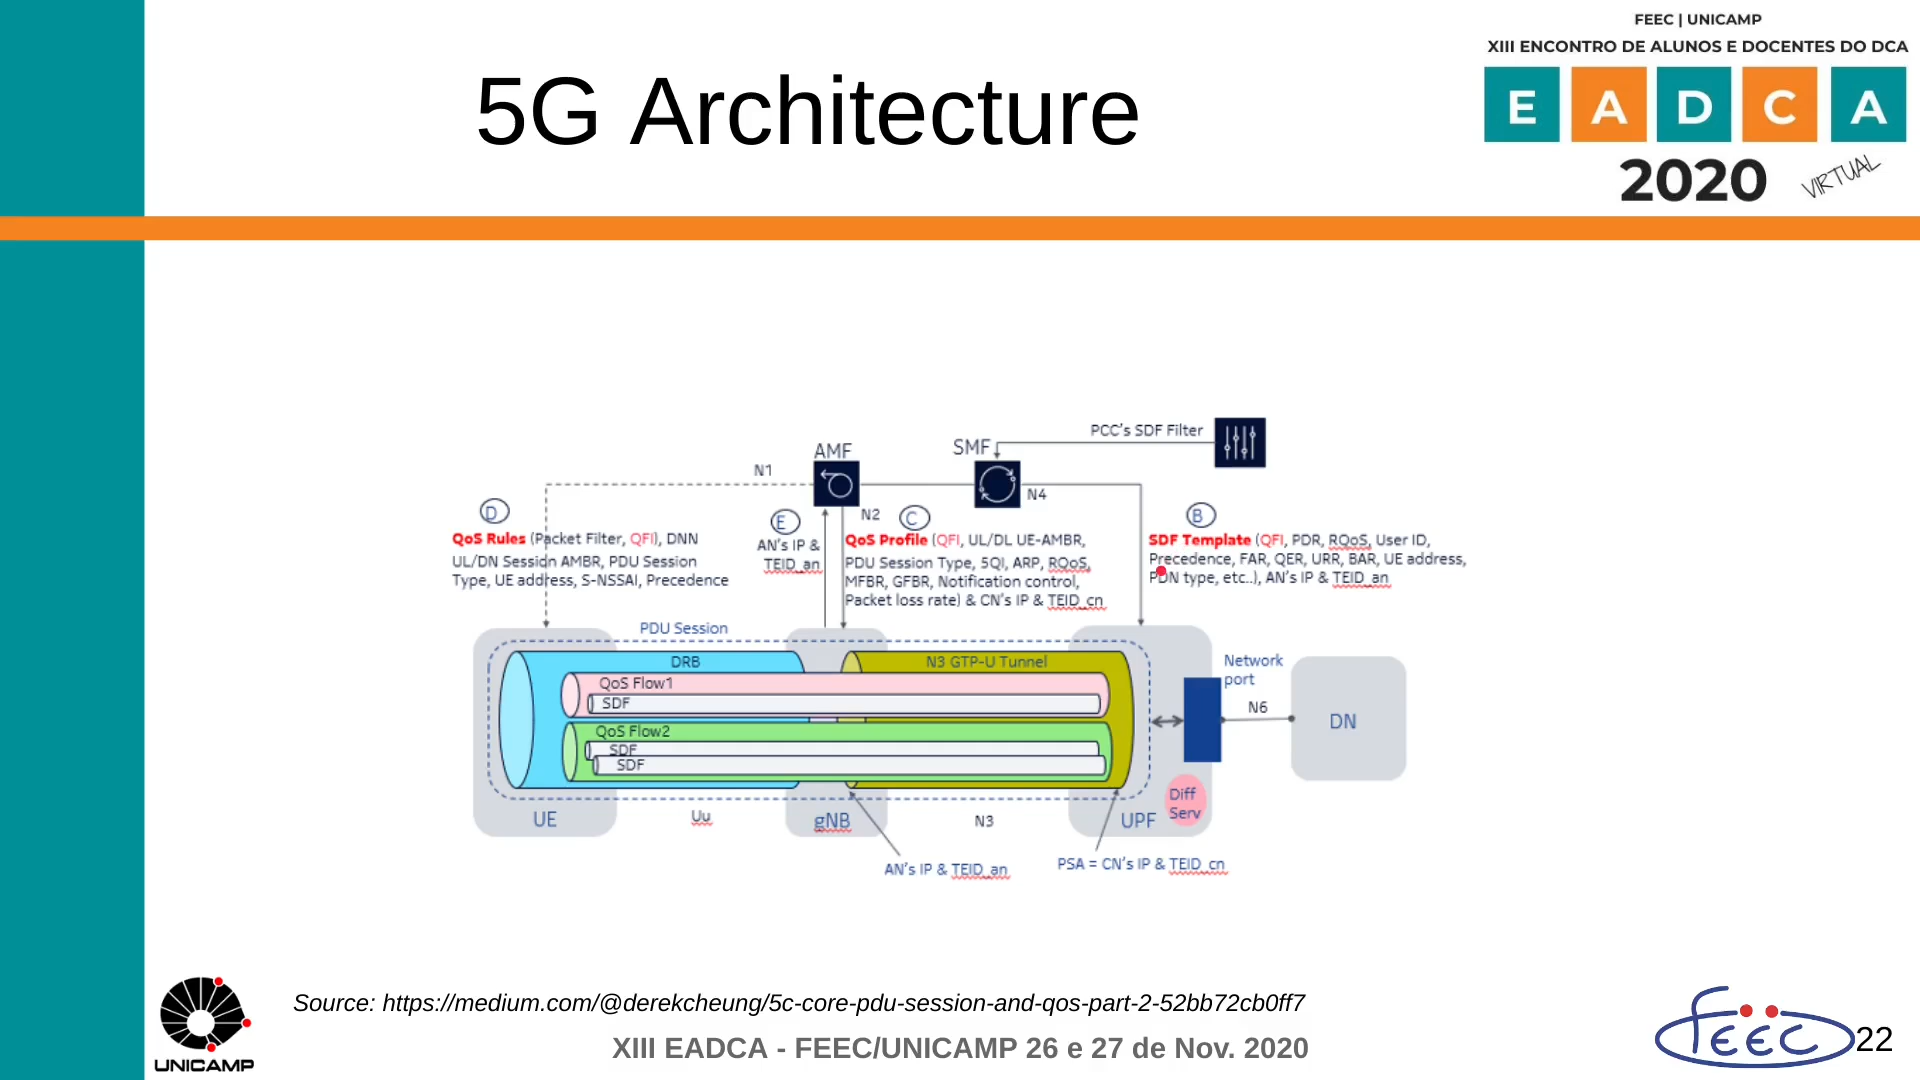 FEEC | UNICAMP
XIII ENCONTRO DE ALUNOS E DOCENTES DO DCA
E A D C A
2020 VIRTUAL
5G Architecture
PCC's SDF Filter
AMF
SMF
N1
N4
N2
D
QoS Rules (Packet Filter, QFI), DNN
UL/DN Session AMBR, PDU Session
Type, UE address, S-NSSAI, Precedence
E
AN's IP &
TEID_an
C
QoS Profile (QFI, UL/DL UE-AMBR,
PDU Session Type, 5QI, ARP, RQoS,
MFBR, GFBR, Notification control,
Packet loss rate) & CN's IP & TEID_cn
B
SDF Template (QFI, PDR, RQoS, User ID,
Precedence, FAR, QER, URR, BAR, UE address,
PDN type, etc..), AN's IP & TEID_an
PDU Session
DRB
N3 GTP-U Tunnel
QoS Flow1
SDF
QoS Flow2
SDF
SDF
Network
port
N6
DN
Diff
Serv
UE
Uu
gNB
N3
UPF
AN's IP & TEID_an
PSA = CN's IP & TEID_cn
Source: https://medium.com/@derekcheung/5c-core-pdu-session-and-qos-part-2-52bb72cb0ff7
XIII EADCA - FEEC/UNICAMP 26 e 27 de Nov. 2020
UNICAMP
feec
22